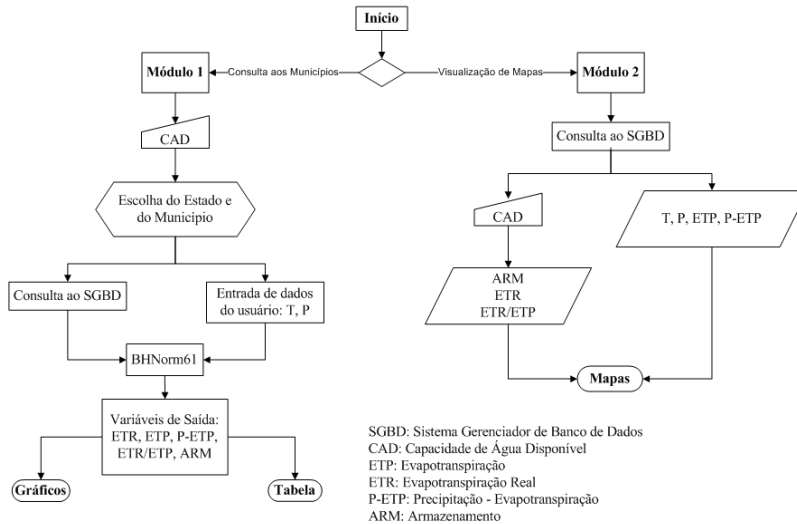 Início
Módulo 1
Consulta aos Municípios
Visualização de Mapas
Módulo 2
CAD
Escolha do Estado e
do Município
Consulta ao SGBD
Entrada de dados
do usuário: T, P
BHNorm61
Variáveis de Saída:
ETR, ETP, P-ETP,
ETR/ETP, ARM
Gráficos
Tabela
Consulta ao SGBD
CAD
T, P, ETP, P-ETP
ARM
ETR
ETR/ETP
Mapas
SGBD: Sistema Gerenciador de Banco de Dados
CAD: Capacidade de Água Disponível
ETP: Evapotranspiração
ETR: Evapotranspiração Real
P-ETP: Precipitação - Evapotranspiração
ARM: Armazenamento